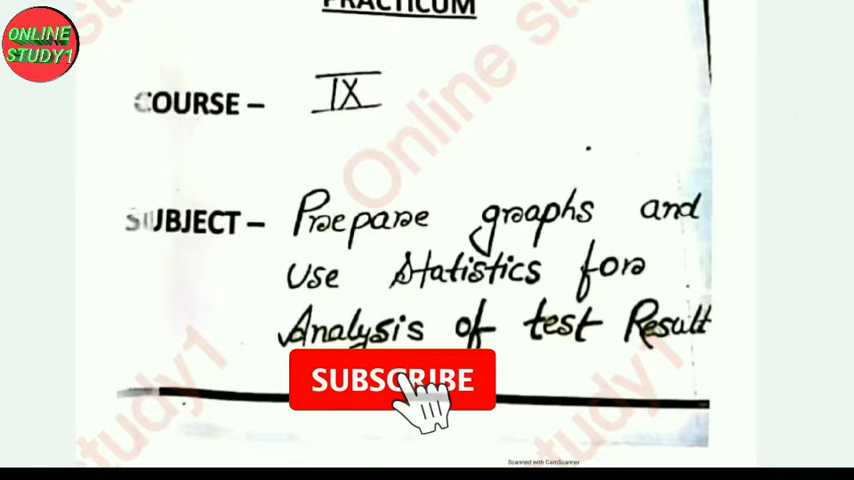 PRACTICUM
ONLINE
STUDY1
COURSE – IX
SUBJECT – Prepare graphs and
Use Statistics for
Analysis of test Result
SUBSCRIBE
Online stu
study1
study1
Scanned with CamScanner